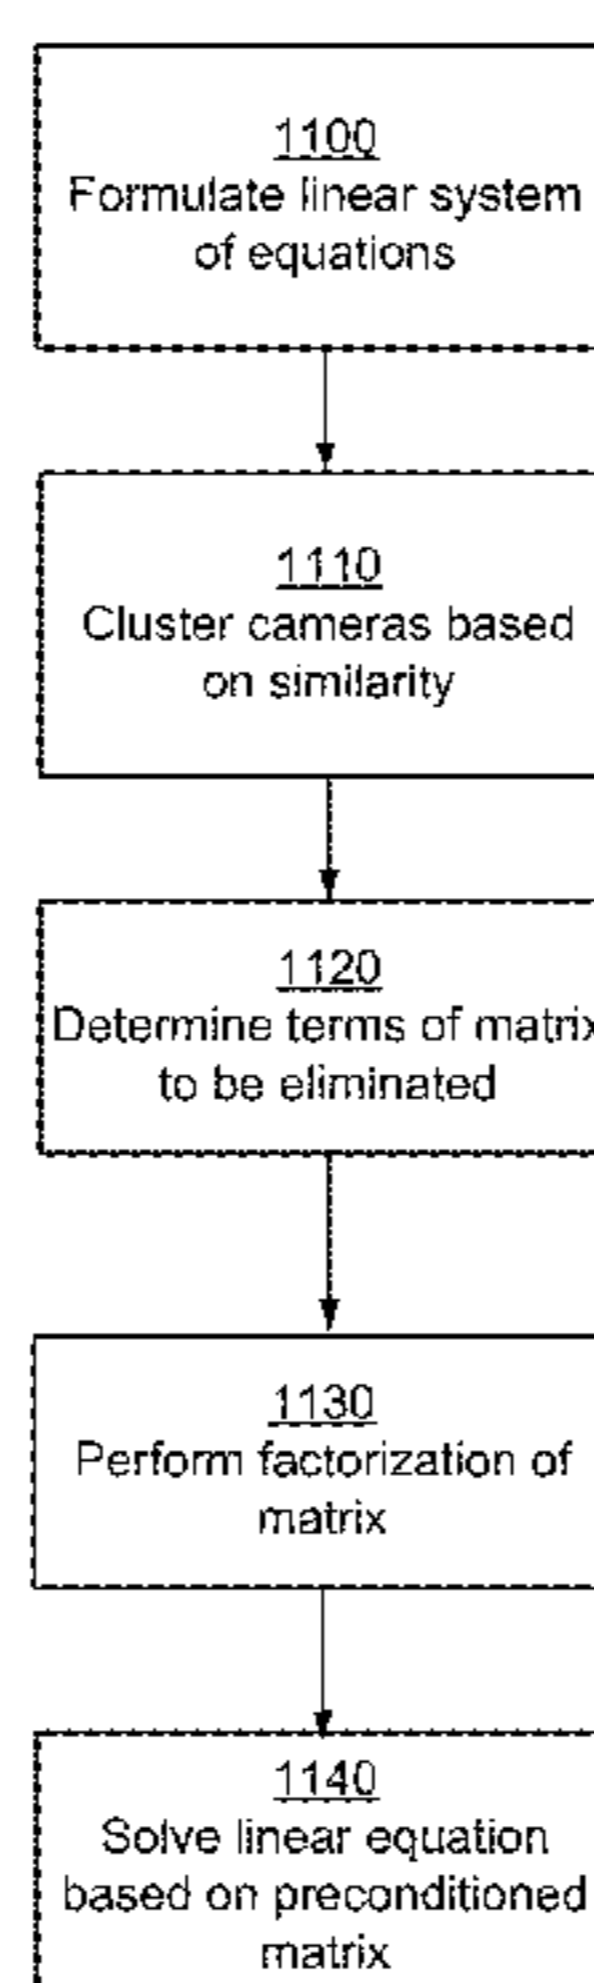 1100
Formulate linear system
of equations
1110
Cluster cameras based
on similarity
1120
Determine terms of matrix
to be eliminated
1130
Perform factorization of
matrix
1140
Solve linear equation
based on preconditioned
matrix